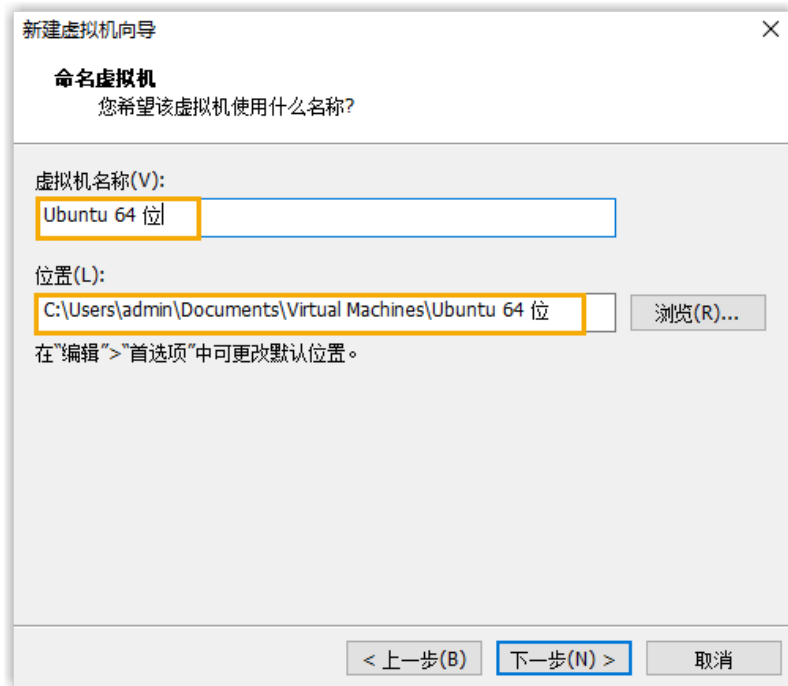 新建虚拟机向导
命名虚拟机
您希望该虚拟机使用什么名称?
虚拟机名称(V):
Ubuntu 64 位
位置(L):
C:\Users\admin\Documents\Virtual Machines\Ubuntu 64 位
浏览(R)...
在"编辑">"首选项"中可更改默认位置。
< 上一步(B) 下一步(N) > 取消